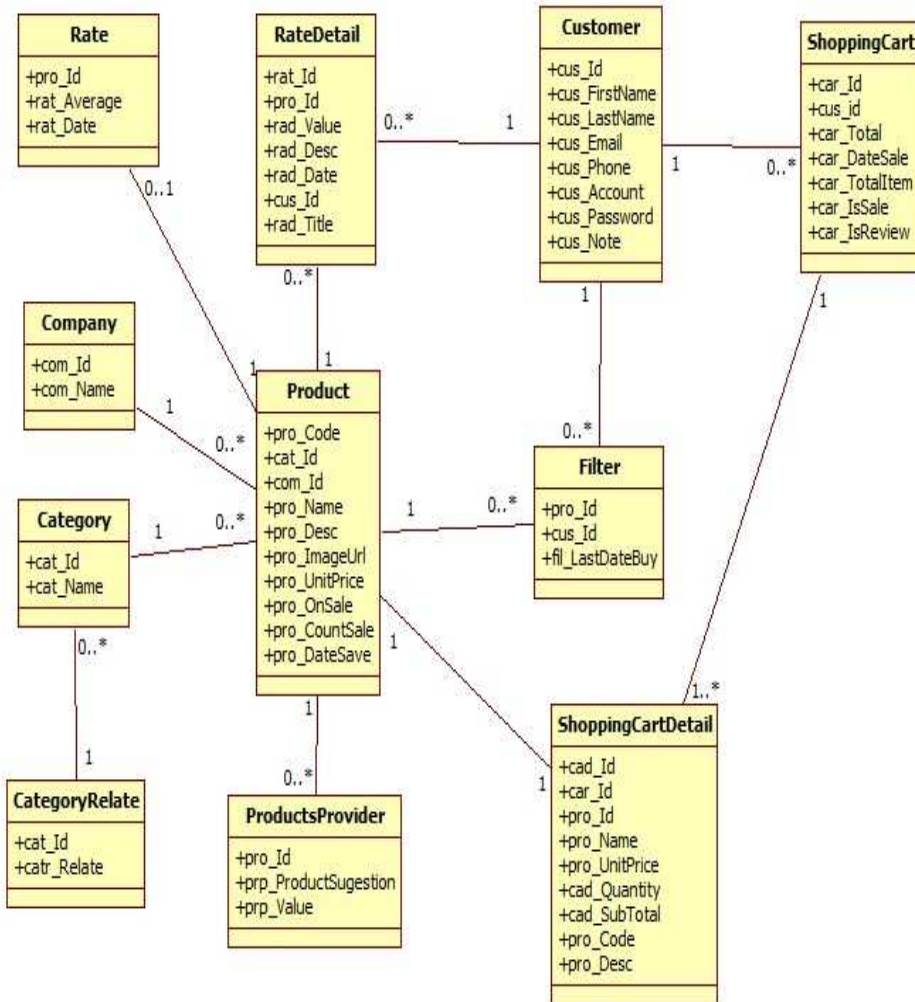 Rate
+pro_Id
+rat_Average
+rat_Date
0..1
RateDetail
+rat_Id
+pro_Id
+rad_Value
+rad_Desc
+rad_Date
+cus_Id
+rad_Title
0..*
1
0..*
1
Customer
+cus_Id
+cus_FirstName
+cus_LastName
+cus_Email
+cus_Phone
+cus_Account
+cus_Password
+cus_Note
1
0..*
1
ShoppingCart
+car_Id
+cus_id
+car_Total
+car_DateSale
+car_TotalItem
+car_IsSale
+car_IsReview
1
Company
+com_Id
+com_Name
1
0..*
1
Product
+pro_Code
+cat_Id
+com_Id
+pro_Name
+pro_Desc
+pro_ImageUrl
+pro_UnitPrice
+pro_OnSale
+pro_CountSale
+pro_DateSave
1
0..*
0..*
Filter
+pro_Id
+cus_Id
+fil_LastDateBuy
Category
+cat_Id
+cat_Name
1
0..*
0..*
1
CategoryRelate
+cat_Id
+catr_Relate
1
0..*
ProductsProvider
+pro_Id
+prp_ProductSugestion
+prp_Value
1
1
1..*
ShoppingCartDetail
+cad_Id
+car_Id
+pro_Id
+pro_Name
+pro_UnitPrice
+cad_Quantity
+cad_SubTotal
+pro_Code
+pro_Desc